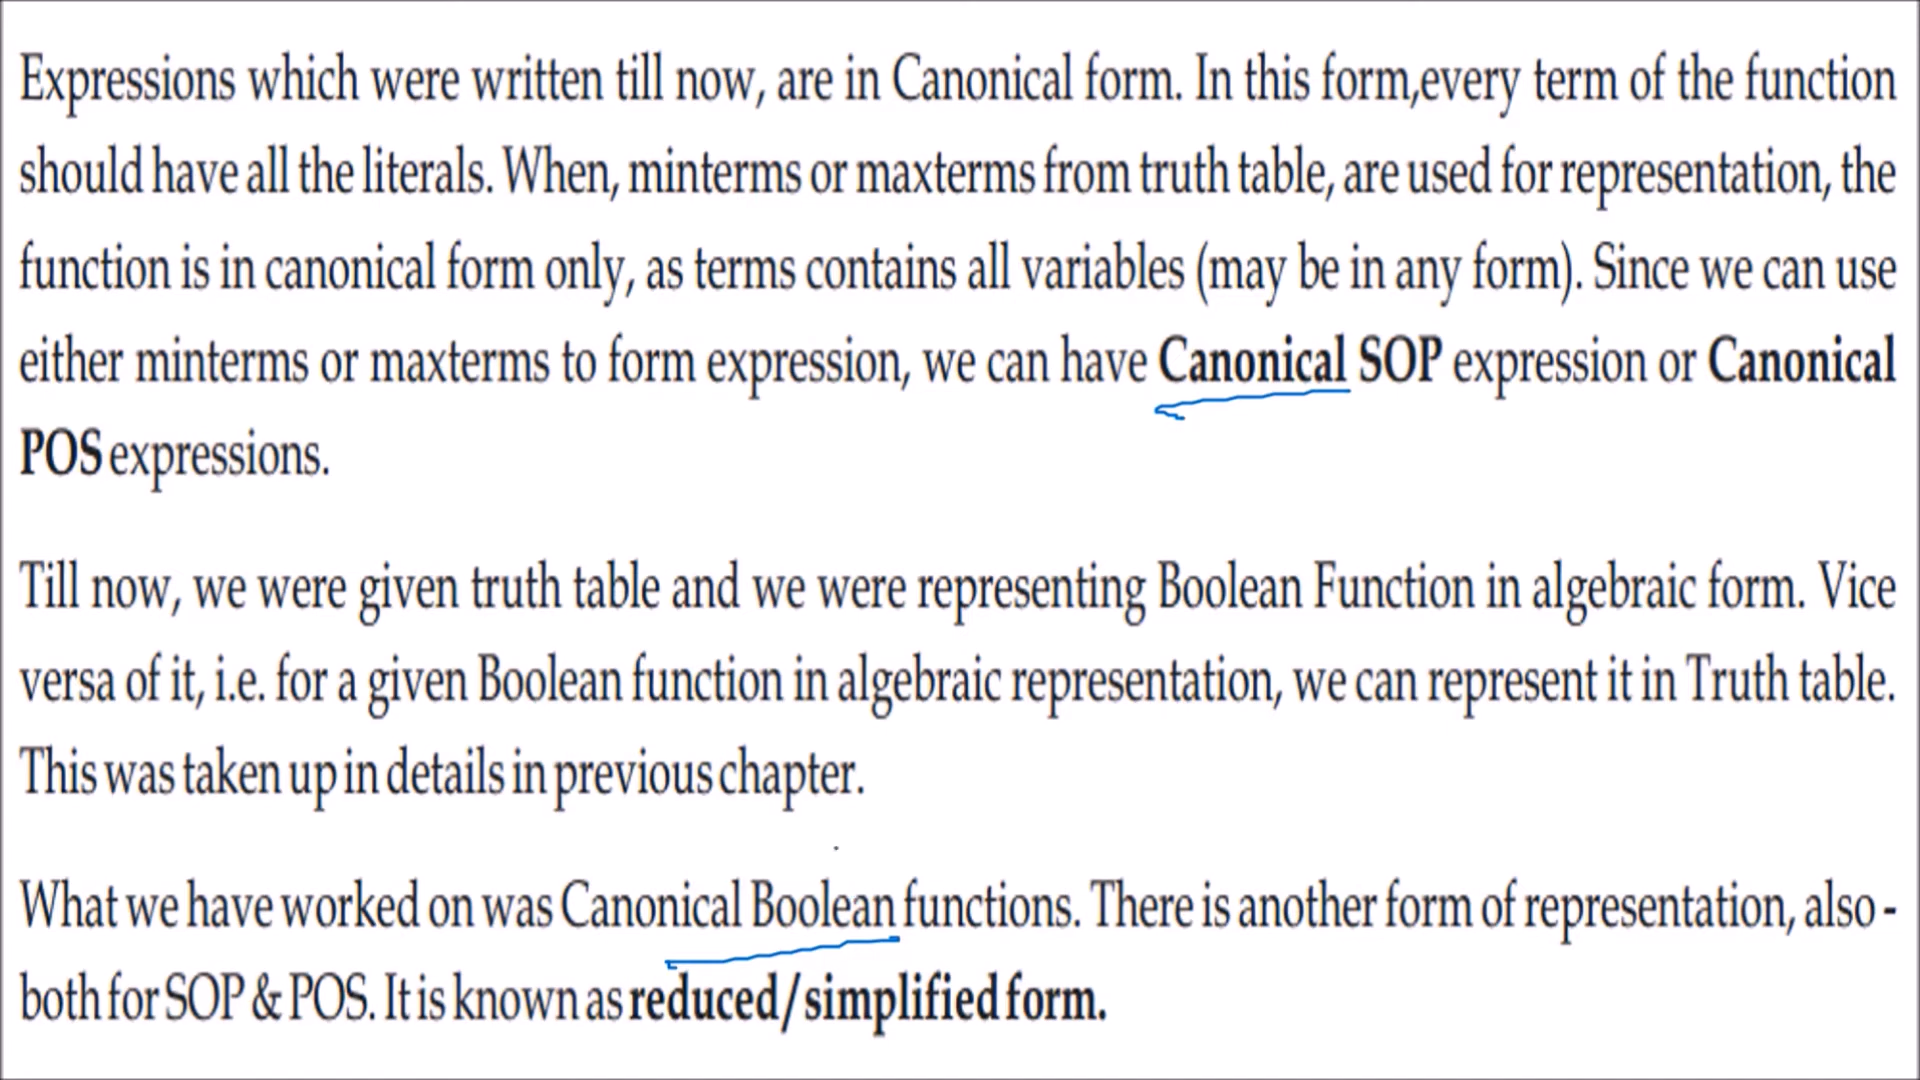 Expressions which were written till now, are in Canonical form. In this form,every term of the function
should have all the literals. When, minterms or maxterms from truth table, are used for representation, the
function is in canonical form only, as terms contains all variables (may be in any form). Since we can use
either minterms or maxterms to form expression, we can have Canonical SOP expression or Canonical
POS expressions.
Till now, we were given truth table and we were representing Boolean Function in algebraic form. Vice
versa of it, i.e. for a given Boolean function in algebraic representation, we can represent it in Truth table.
This was taken up in details in previous chapter.
What we have worked on was Canonical Boolean functions. There is another form of representation, also -
both for SOP & POS. It is known as reduced/simplified form.